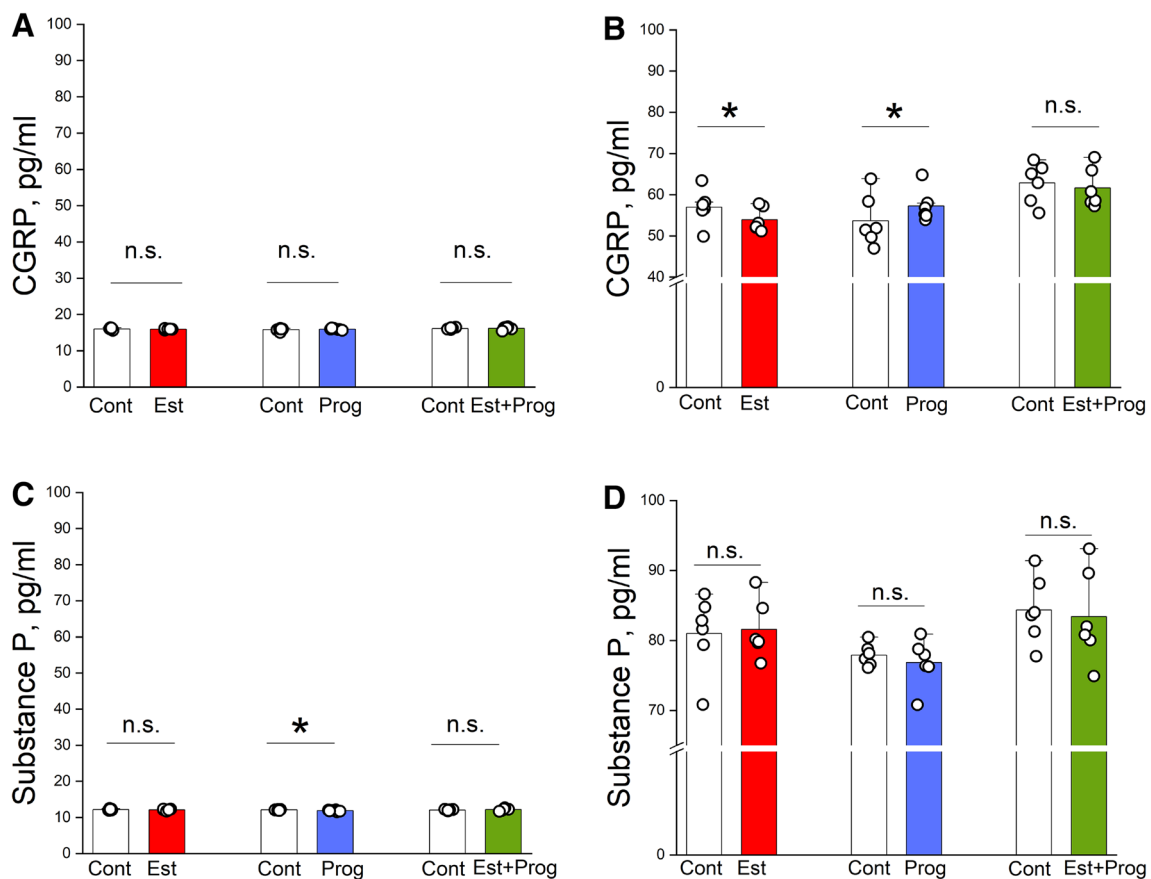 A
CGRP, pg/ml
100
90
80
70
60
50
40
30
20
10
0
n.s.
n.s.
n.s.
Cont Est
Cont Prog
Cont Est+Prog
B
CGRP, pg/ml
100
90
80
70
60
50
40
0
*
*
n.s.
Cont Est
Cont Prog
Cont Est+Prog
C
Substance P, pg/ml
100
90
80
70
60
50
40
30
20
10
0
n.s.
*
n.s.
Cont Est
Cont Prog
Cont Est+Prog
D
Substance P, pg/ml
100
90
80
70
0
n.s.
n.s.
n.s.
Cont Est
Cont Prog
Cont Est+Prog